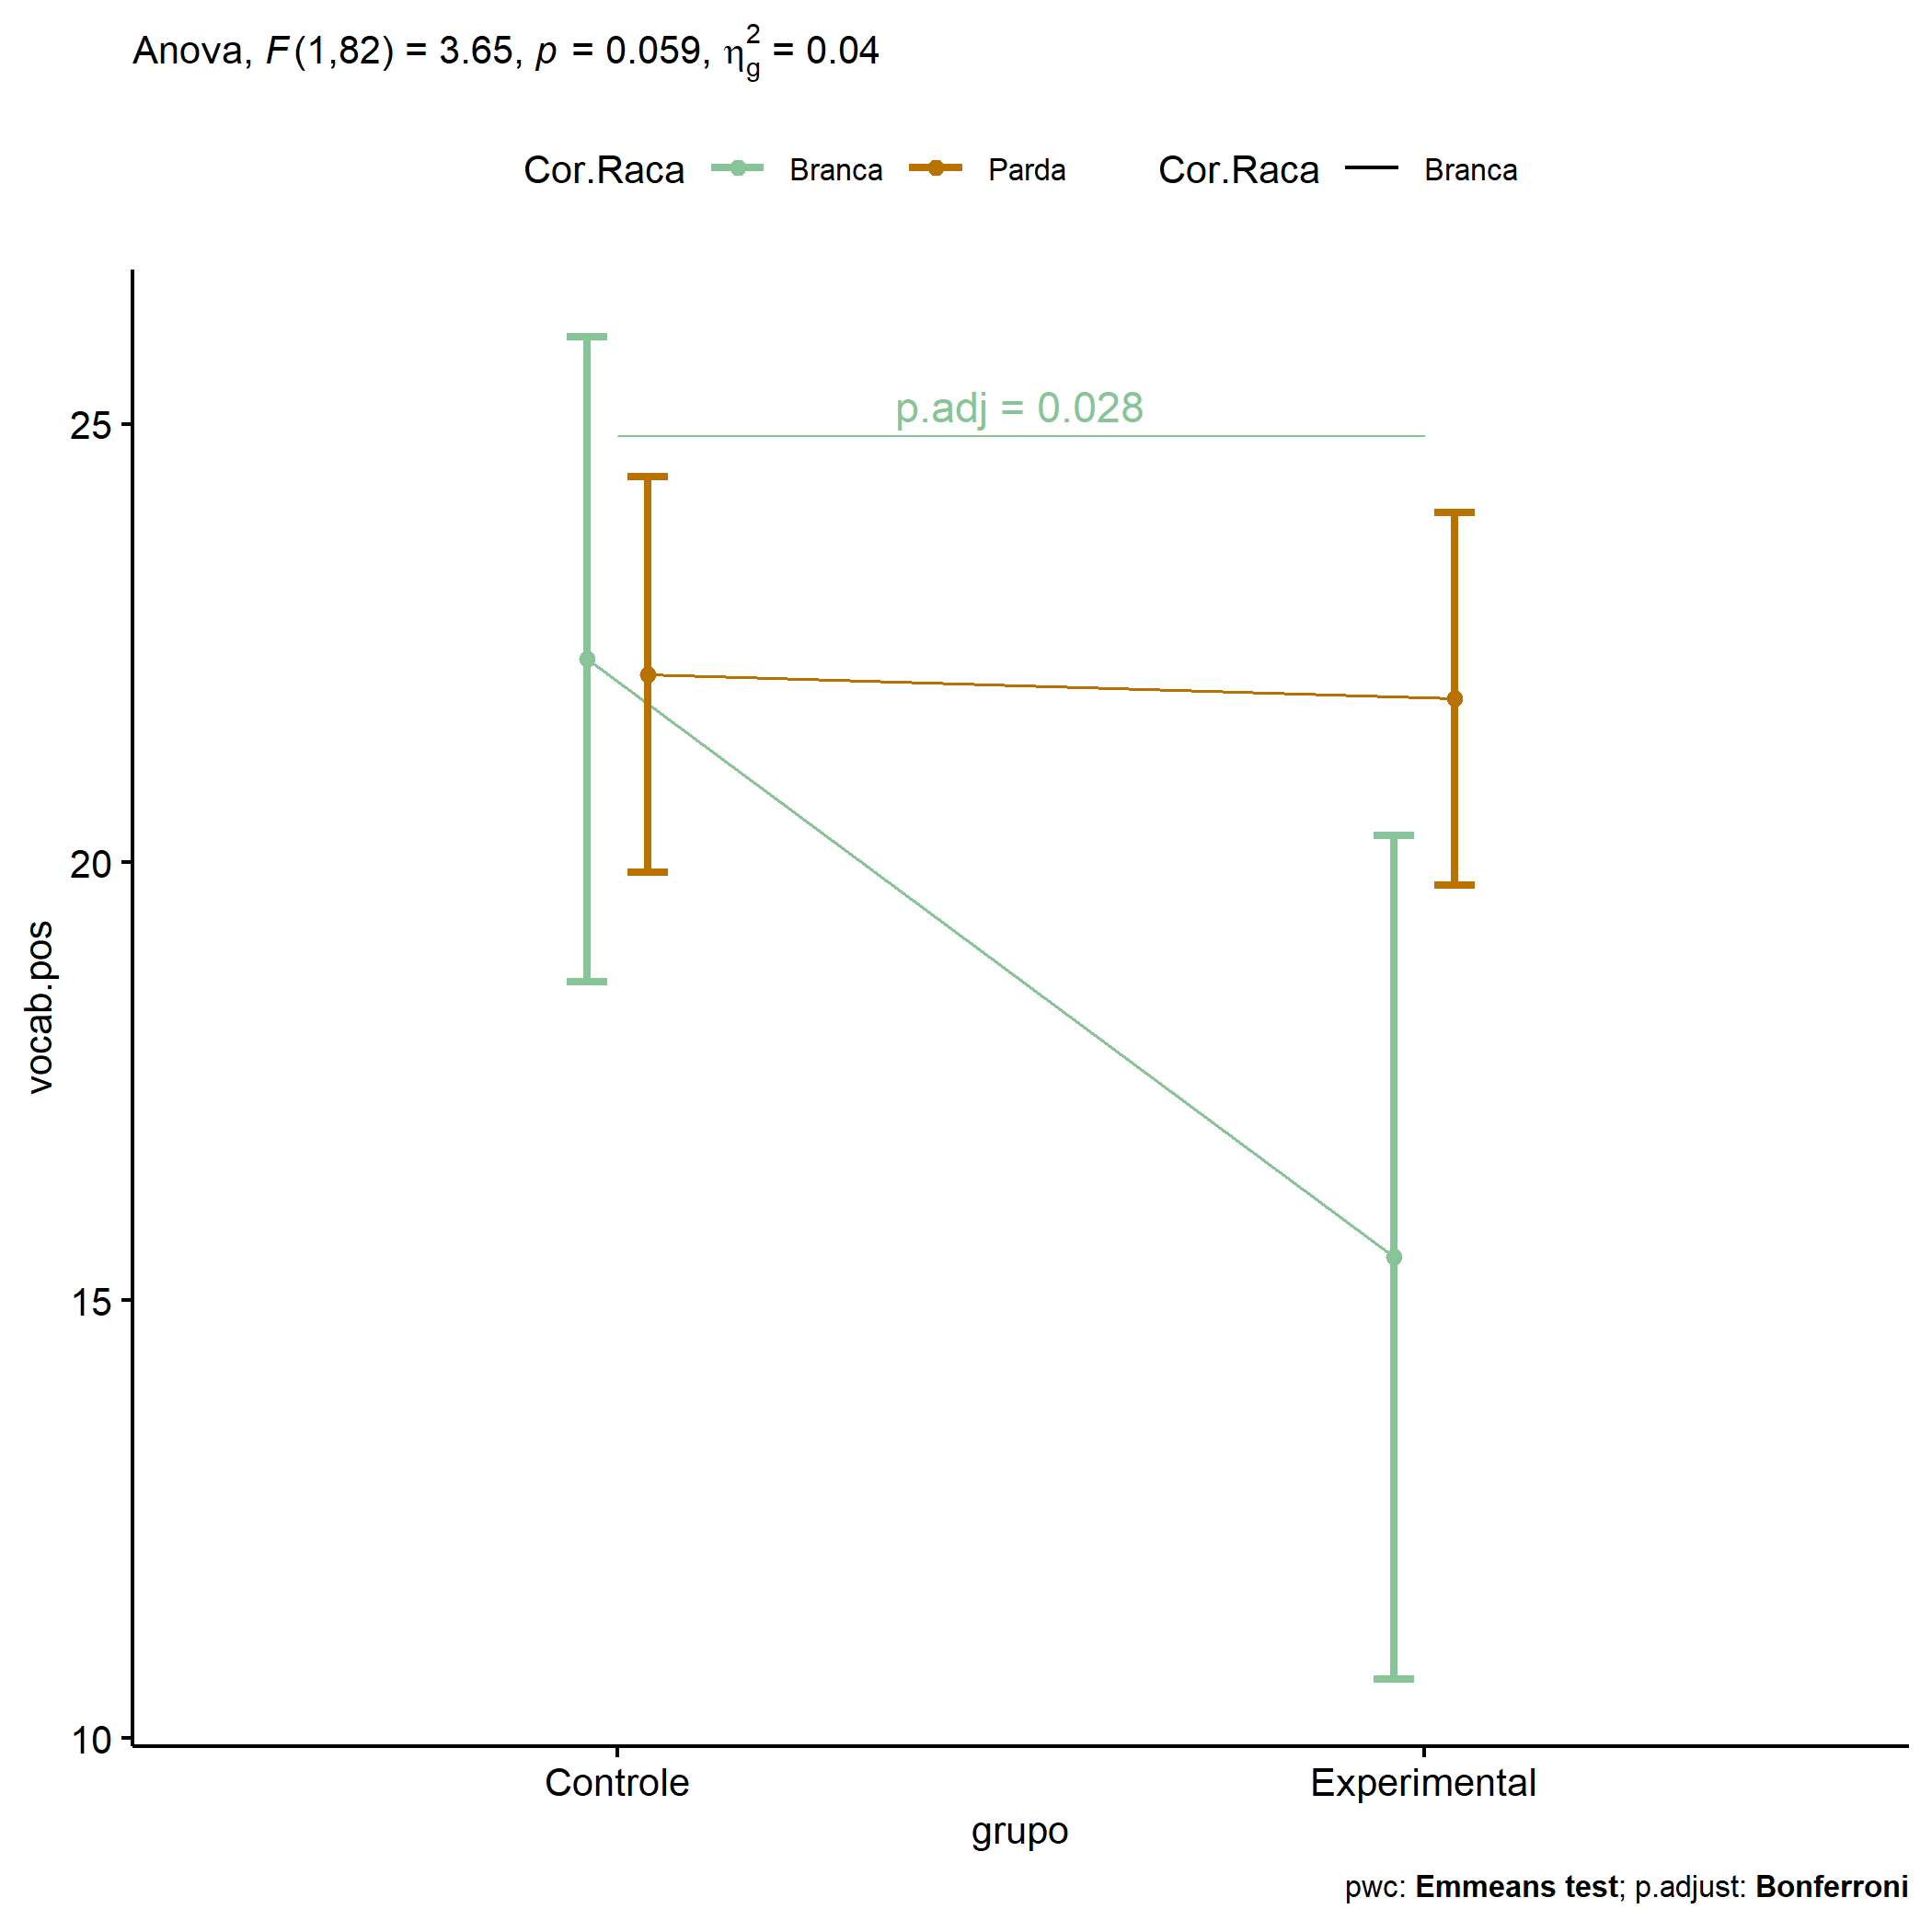 Anova, F(1,82) = 3.65, p = 0.059, η²g = 0.04
Cor.Raca Branca Parda Cor.Raca Branca
p.adj = 0.028
25
20
15
10
vocab.pos
Controle Experimental
grupo
pwc: Emmeans test; p.adjust: Bonferroni